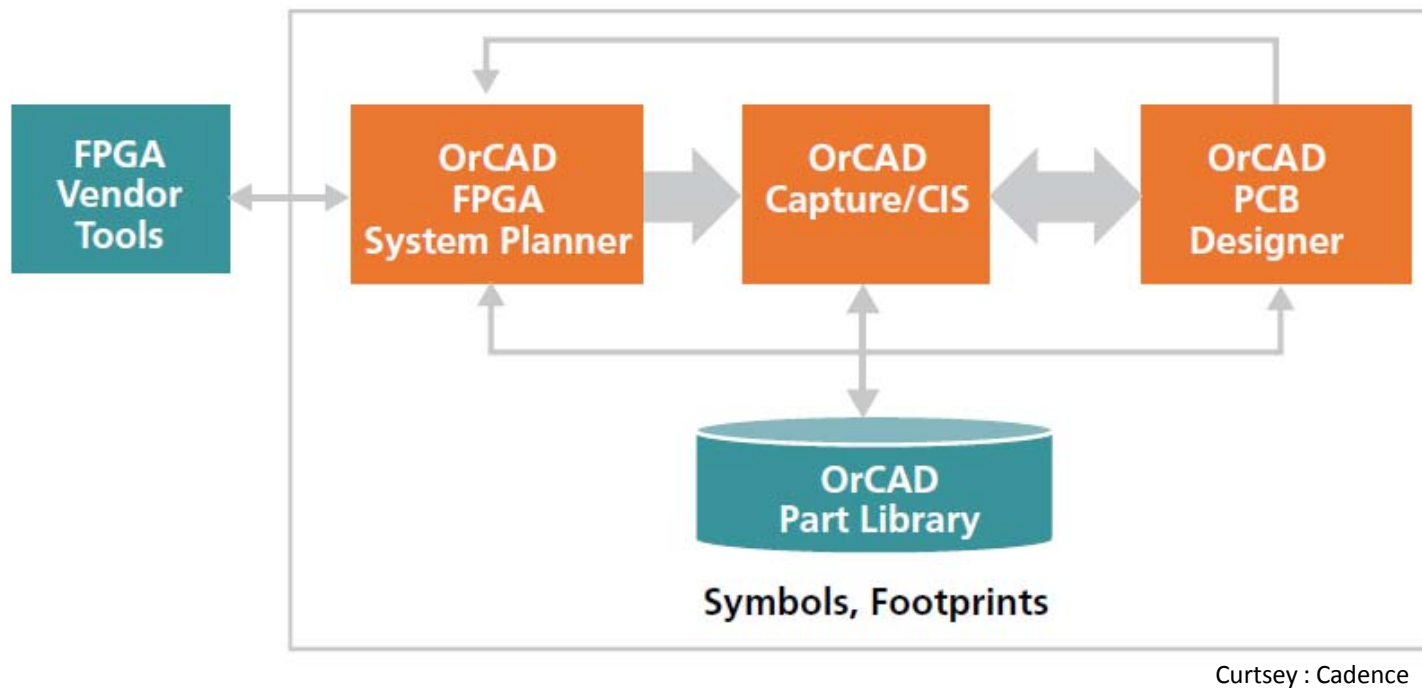 FPGA
Vendor
Tools
OrCAD
FPGA
System Planner
OrCAD
Capture/CIS
OrCAD
PCB
Designer
OrCAD
Part Library
Symbols, Footprints
Curtsey : Cadence